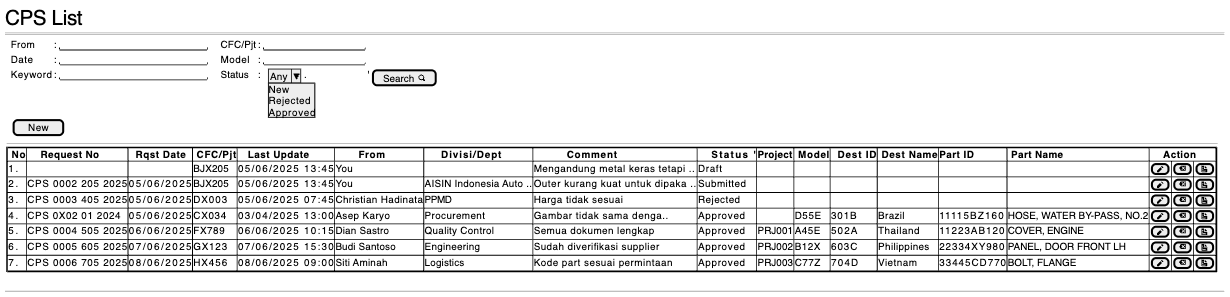 CPS List
From : CFC/Pjt :
Date : Model :
Keyword : Status : Any ▼ Search
New
Rejected
Approved
New
No Request No Rqst Date CFC/Pjt Last Update From Divisi/Dept Comment Status ' Project Model Dest ID Dest Name Part ID Part Name Action
1. BJX205 05/06/2025 13:45 You Mengandung metal keras tetapi .. Draft
2. CPS 0002 205 2025 05/06/2025 BJX205 05/06/2025 13:45 You AISIN Indonesia Auto .. Outer kurang kuat untuk dipaka .. Submitted
3. CPS 0003 405 2025 05/06/2025 DX003 05/06/2025 07:45 Christian Hadinata PPMD Harga tidak sesuai Rejected
4. CPS 0X02 01 2024 05/06/2025 CX034 03/04/2025 13:00 Asep Karyo Procurement Gambar tidak sama denga.. Approved D55E 301B Brazil 11115BZ160 HOSE, WATER BY-PASS, NO.2
5. CPS 0004 505 2025 06/06/2025 FX789 06/06/2025 10:15 Dian Sastro Quality Control Semua dokumen lengkap Approved PRJ001 A45E 502A Thailand 11223AB120 COVER, ENGINE
6. CPS 0005 605 2025 07/06/2025 GX123 07/06/2025 15:30 Budi Santoso Engineering Sudah diverifikasi supplier Approved PRJ002 B12X 603C Philippines 22334XY980 PANEL, DOOR FRONT LH
7. CPS 0006 705 2025 08/06/2025 HX456 08/06/2025 09:00 Siti Aminah Logistics Kode part sesuai permintaan Approved PRJ003 C77Z 704D Vietnam 33445CD770 BOLT, FLANGE